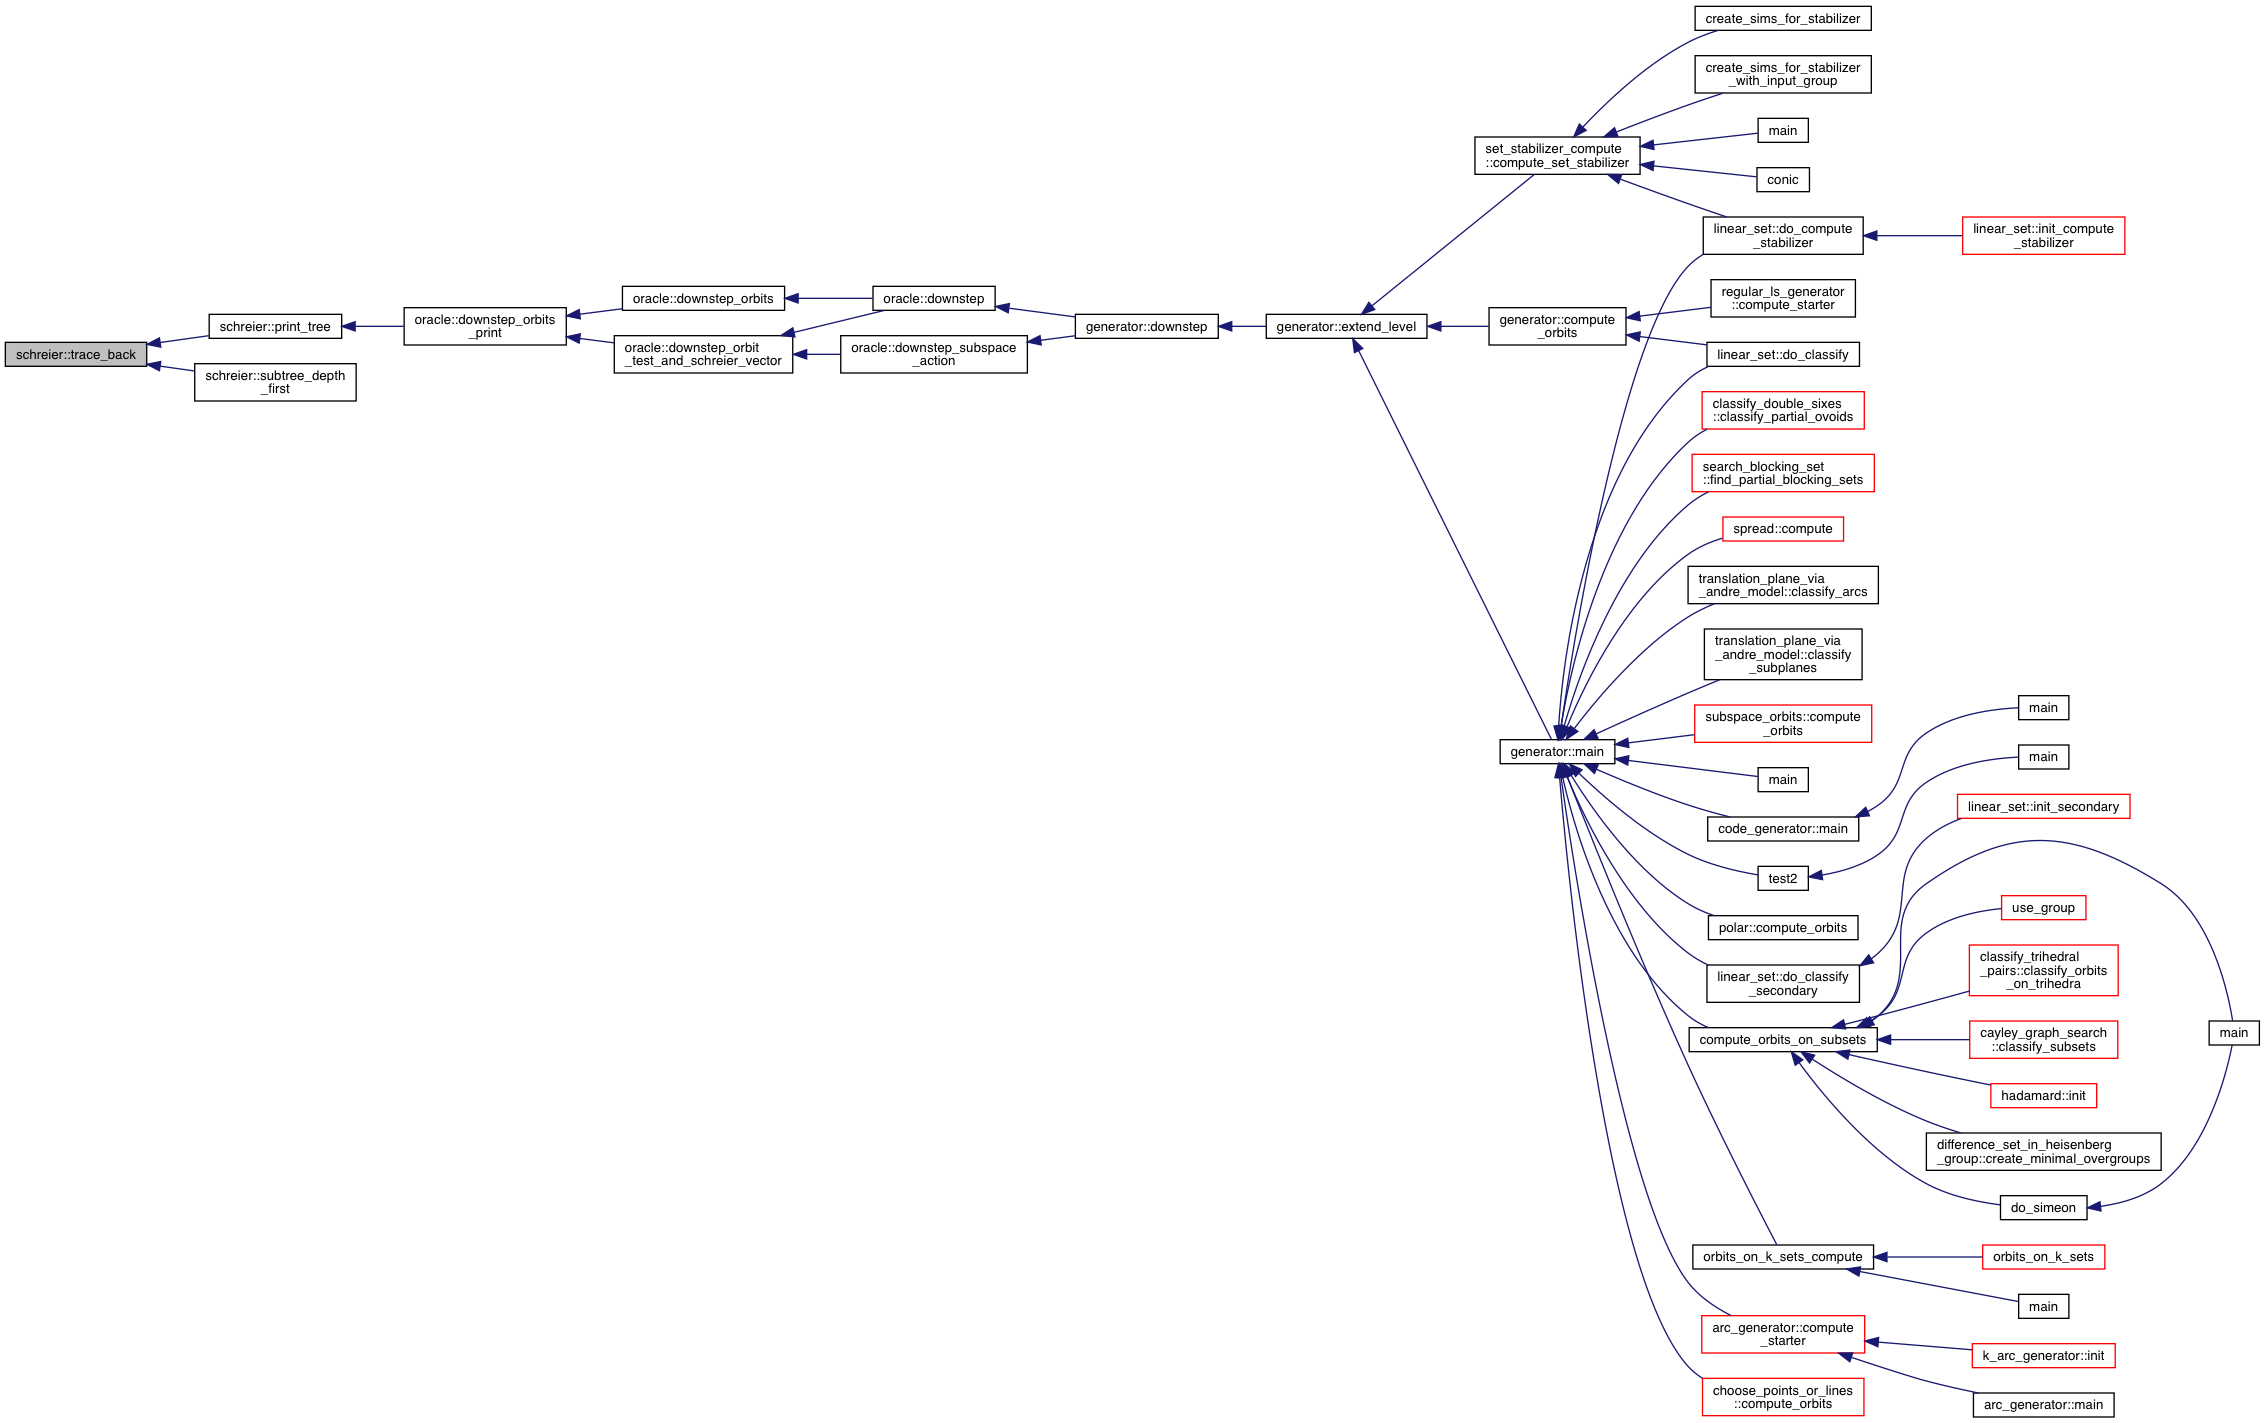 schreier::trace_back
schreier::print_tree
schreier::subtree_depth
_first
oracle::downstep_orbits
_print
oracle::downstep_orbits
oracle::downstep_orbit
_test_and_schreier_vector
oracle::downstep
oracle::downstep_subspace
_action
generator::downstep
generator::extend_level
set_stabilizer_compute
::compute_set_stabilizer
generator::compute
_orbits
generator::main
create_sims_for_stabilizer
create_sims_for_stabilizer
_with_input_group
main
conic
linear_set::do_compute
_stabilizer
linear_set::init_compute
_stabilizer
regular_ls_generator
::compute_starter
linear_set::do_classify
classify_double_sixes
::classify_partial_ovoids
search_blocking_set
::find_partial_blocking_sets
spread::compute
translation_plane_via
_andre_model::classify_arcs
translation_plane_via
_andre_model::classify
_subplanes
subspace_orbits::compute
_orbits
main
code_generator::main
test2
polar::compute_orbits
linear_set::do_classify
_secondary
compute_orbits_on_subsets
orbits_on_k_sets_compute
arc_generator::compute
_starter
choose_points_or_lines
::compute_orbits
main
main
linear_set::init_secondary
use_group
classify_trihedral
_pairs::classify_orbits
_on_trihedra
cayley_graph_search
::classify_subsets
hadamard::init
difference_set_in_heisenberg
_group::create_minimal_overgroups
do_simeon
main
orbits_on_k_sets
main
k_arc_generator::init
arc_generator::main